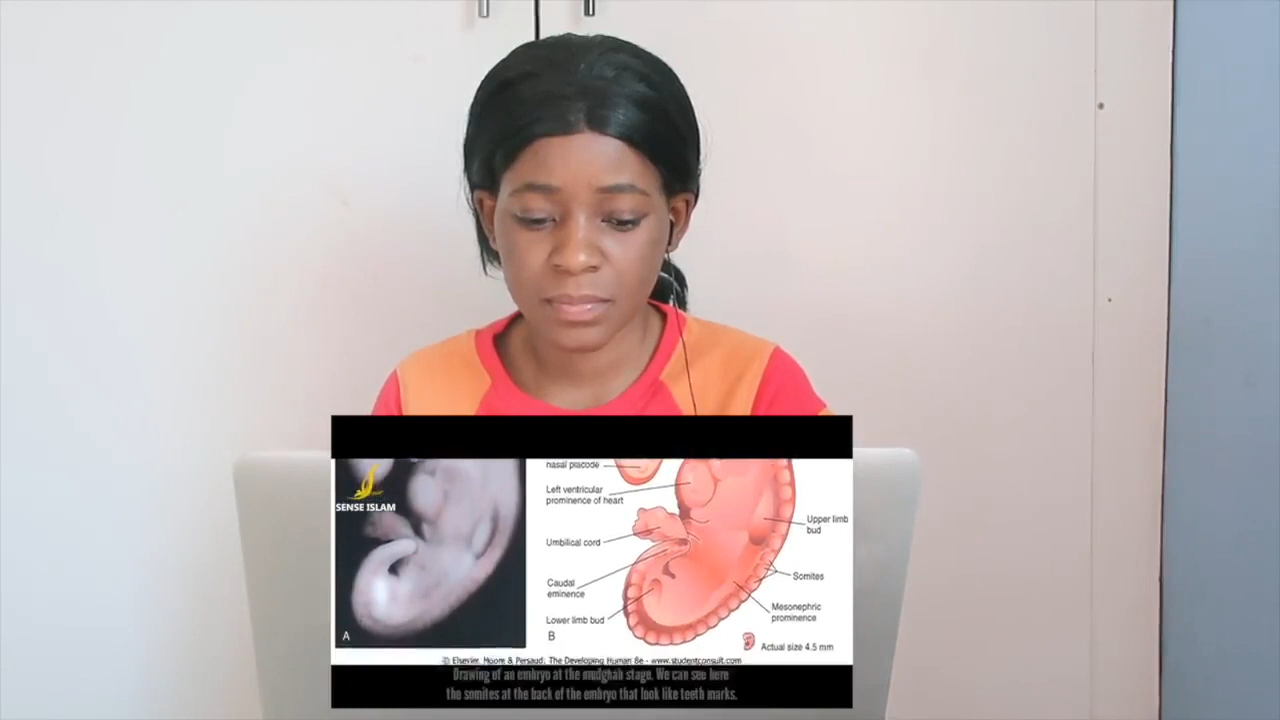 nasal placode
Left ventricular
prominence of heart
Umbilical cord
Caudal
eminence
Lower limb bud
Upper limb
bud
Somites
Mesonephric
prominence
Actual size 4.5 mm
SENSE ISLAM
A
B
© Elsevier. Moore & Persaud. The Developing Human 8e - www.studentconsult.com
Drawing of an embryo at the mudghah stage. We can see here
the somites at the back of the embryo that look like teeth marks.